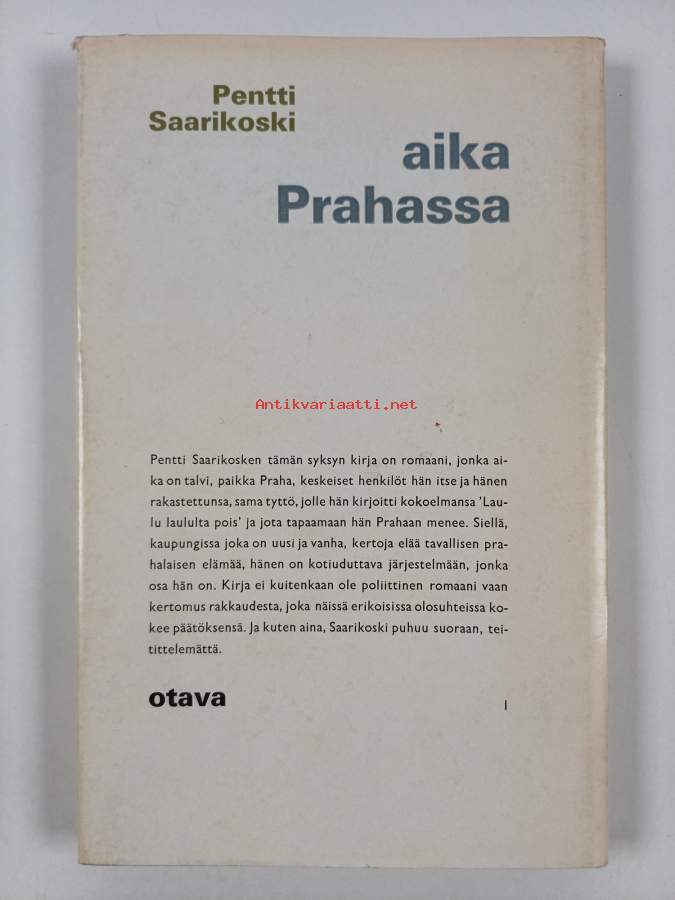 Pentti
Saarikoski
aika
Prahassa
Antikvariaatti.net
Pentti Saarikosken tämän syksyn kirja on romaani, jonka ai-
ka on talvi, paikka Praha, keskeiset henkilöt hän itse ja hänen
rakastettunsa, sama tyttö, jolle hän kirjoitti kokoelmansa 'Lau-
lu laululta pois' ja jota tapaamaan hän Prahaan menee. Siellä,
kaupungissa joka on uusi ja vanha, kertoja elää tavallisen pra-
halaisen elämää, hänen on kotiuduttava järjestelmään, jonka
osa hän on. Kirja ei kuitenkaan ole poliittinen romaani vaan
kertomus rakkaudesta, joka näissä erikoisissa olosuhteissa ko-
kee päätöksensä. Ja kuten aina, Saarikoski puhuu suoraan, tei-
tittelemättä.
otava
I